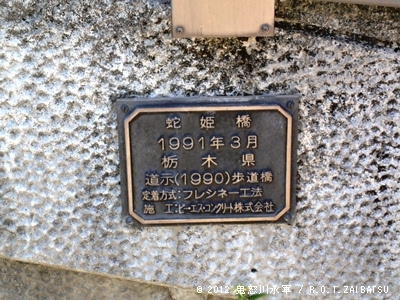 蛇姫橋
1991年3月
栃木県
道示(1990)歩道橋
定着方式:フレシネー工法
施工:ピー・エス・コンクリート株式会社
© 2012 鬼怒川水軍 / R.O.T.ZAIBATSU